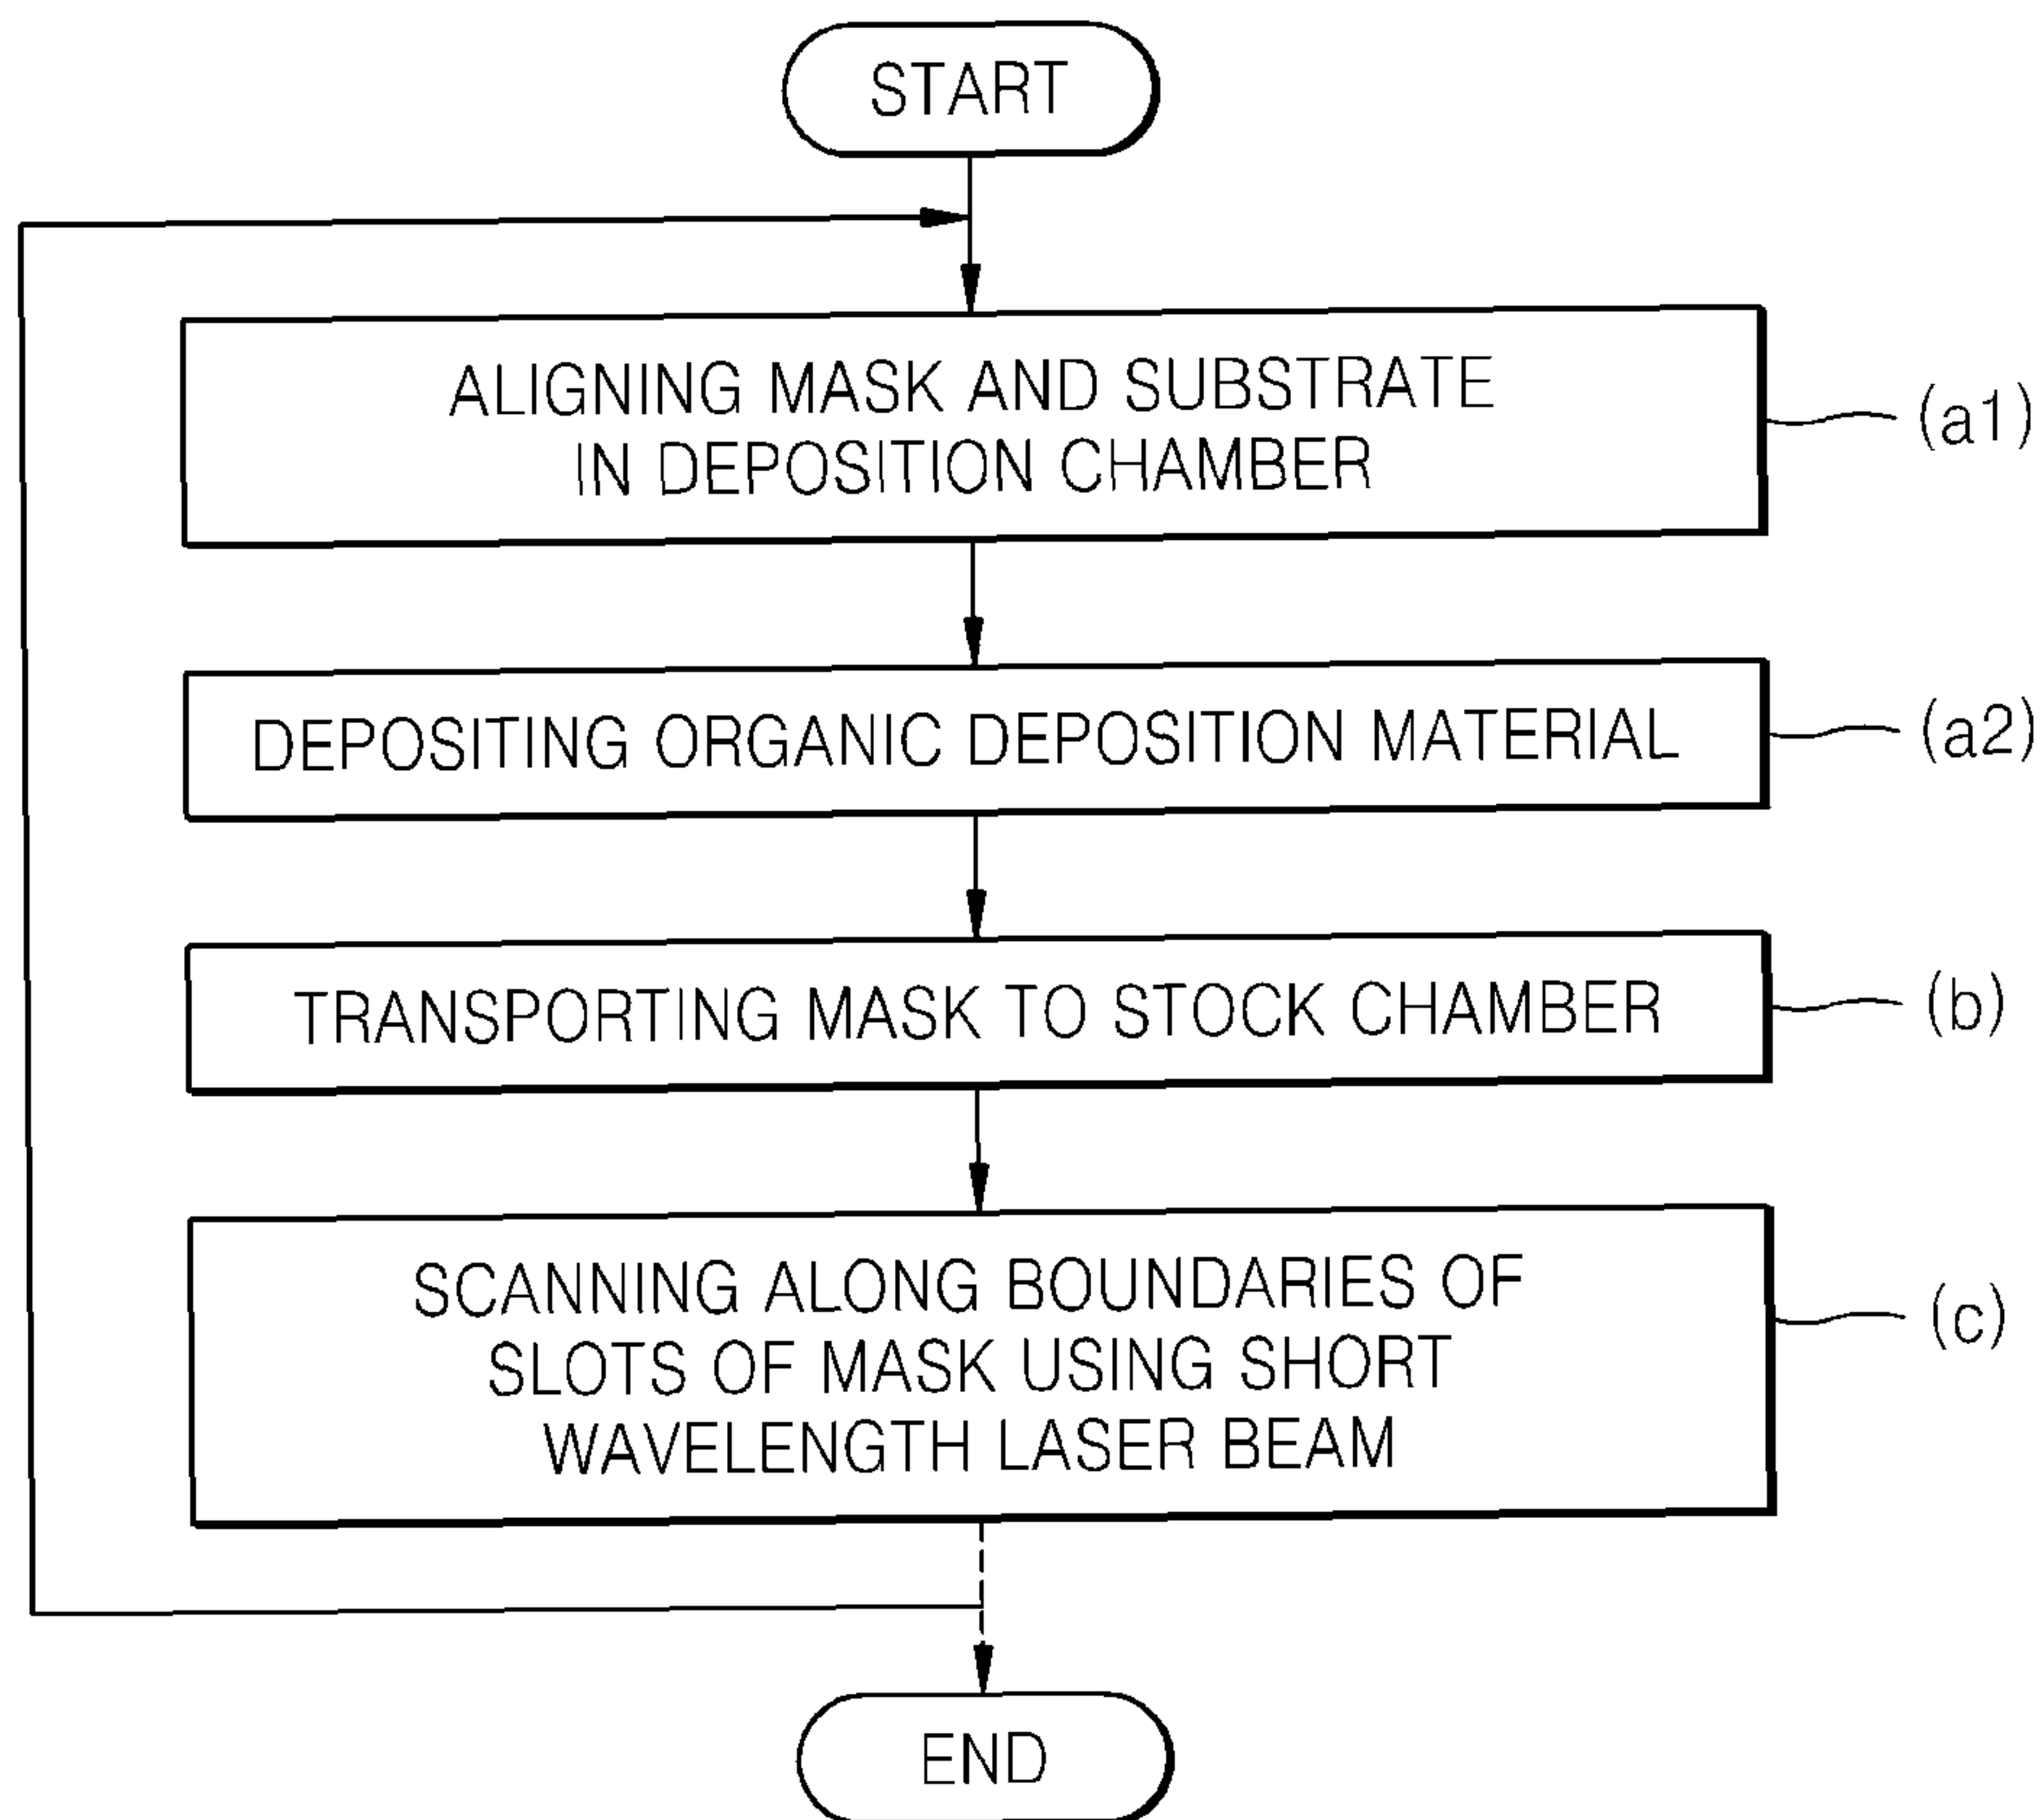 START
ALIGNING MASK AND SUBSTRATE
IN DEPOSITION CHAMBER
(a1)
DEPOSITING ORGANIC DEPOSITION MATERIAL
(a2)
TRANSPORTING MASK TO STOCK CHAMBER
(b)
SCANNING ALONG BOUNDARIES OF
SLOTS OF MASK USING SHORT
WAVELENGTH LASER BEAM
(c)
END